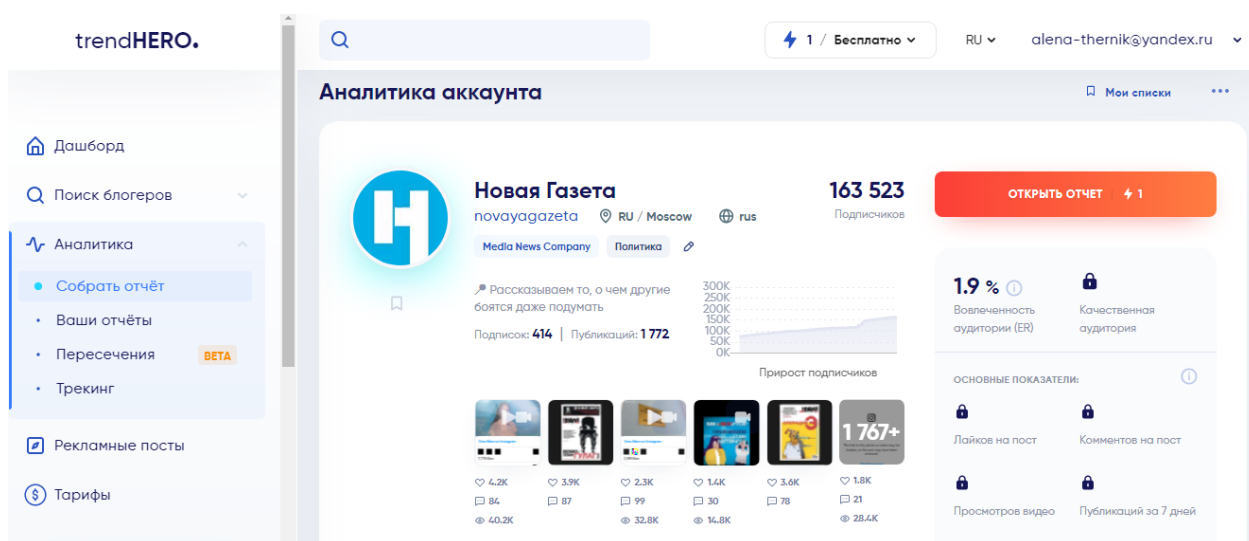 trendHERO.
1 / Бесплатно
RU
alena-thernik@yandex.ru
Аналитика аккаунта
Мои списки
Дашборд
Поиск блогеров
Аналитика
Собрать отчёт
Ваши отчёты
Пересечения BETA
Трекинг
Рекламные посты
Тарифы
Новая Газета
novayagazeta RU / Moscow rus
163 523
Подписчиков
Media News Company Политика
Рассказываем то, о чем другие
боятся даже подумать
Подписок: 414 | Публикаций: 1 772
300K
250K
200K
150K
100K
50K
0K
Прирост подписчиков
1 767+
4.2K 3.9K 2.3K 1.4K 3.6K 1.8K
84 87 99 30 78 21
40.2K 32.8K 14.8K 28.4K
ОТКРЫТЬ ОТЧЕТ 1
1.9 %
Вовлеченность
аудитории (ER)
Качественная
аудитория
ОСНОВНЫЕ ПОКАЗАТЕЛИ:
Лайков на пост
Комментов на пост
Просмотров видео
Публикаций за 7 дней